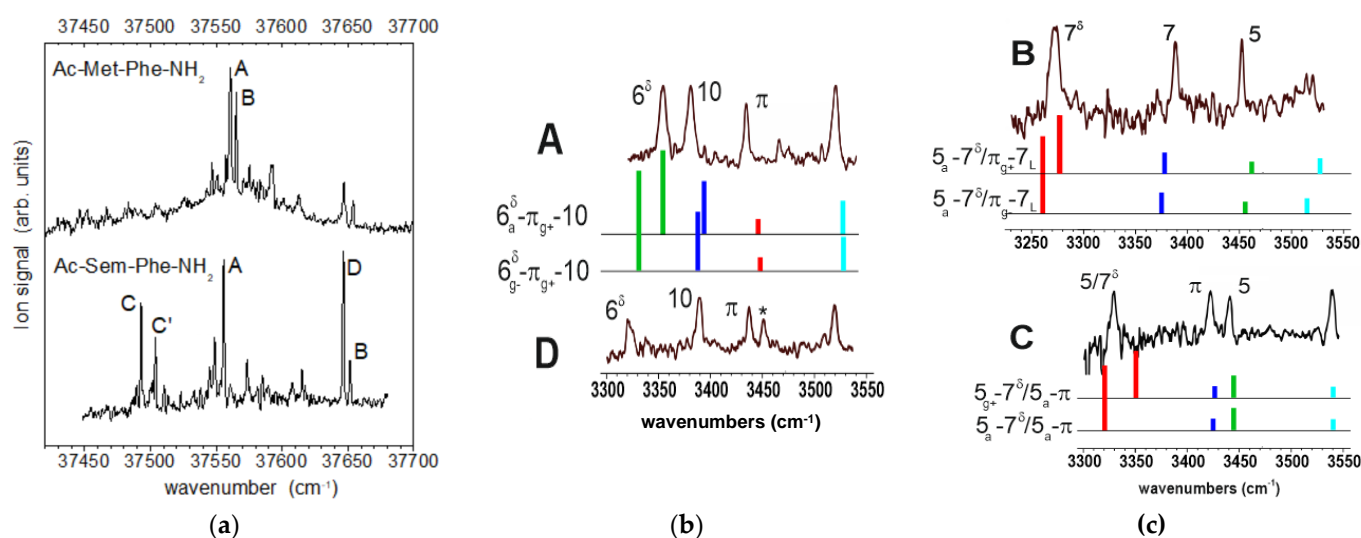 37450 37500 37550 37600 37650 37700
Ac-Met-Phe-NH2
A
B
Ac-Sem-Phe-NH2
A
D
C
C'
B
Ion signal (arb. units)
37450 37500 37550 37600 37650 37700
wavenumber (cm-1)
(a)
A
6δ 10 π
6δa-πg+-10
6δg--πg+-10
D
6δ 10 π *
3300 3350 3400 3450 3500 3550
wavenumbers (cm-1)
(b)
B
7δ 7 5
5a-7δ/πg+-7L
5a-7δ/πg--7L
3250 3300 3350 3400 3450 3500 3550
C
5/7δ π 5
5g+-7δ/5a-π
5a-7δ/5a-π
3300 3350 3400 3450 3500 3550
wavenumbers (cm-1)
(c)